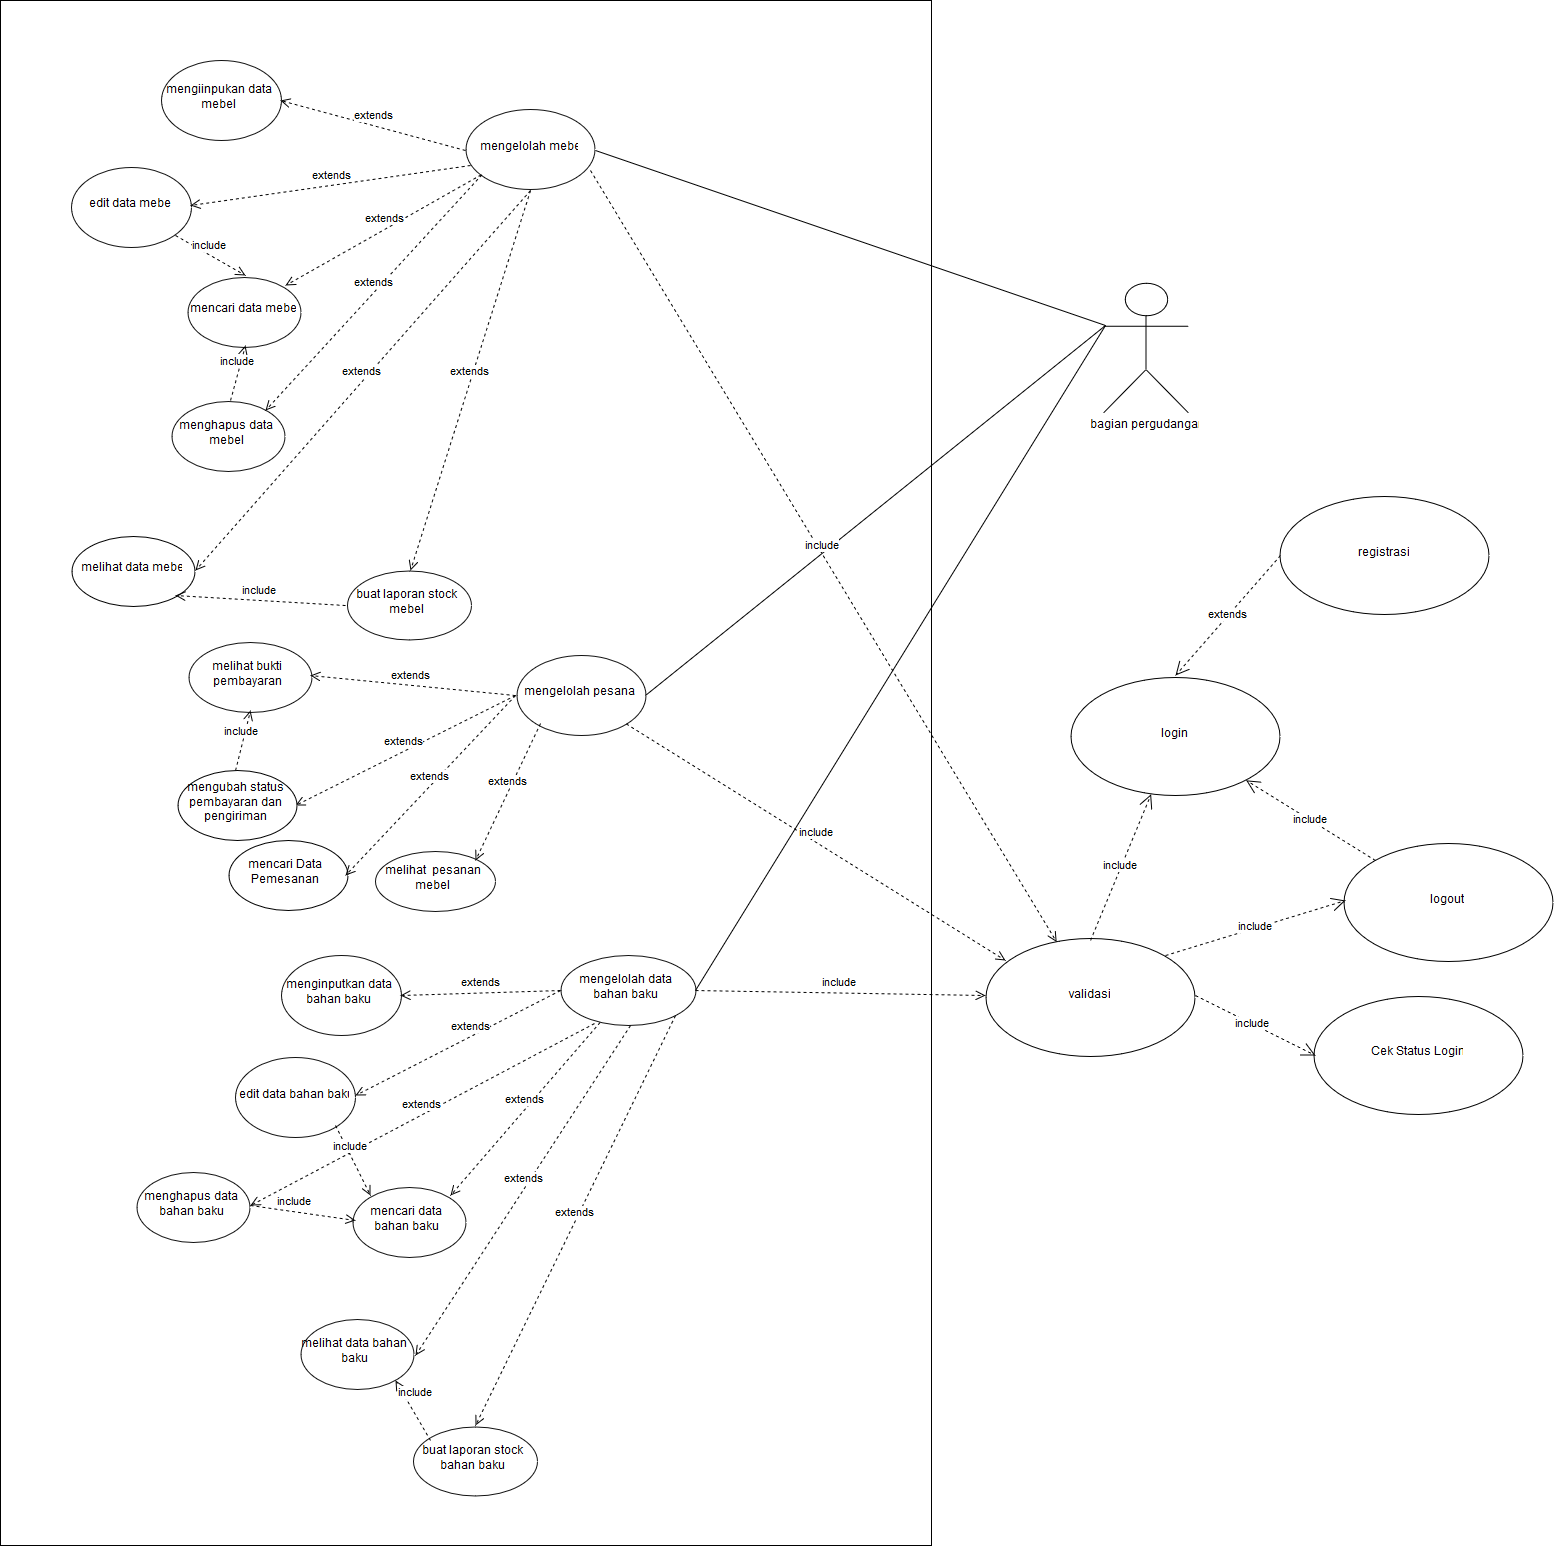 mengiinpukan data
mebel
extends
mengelolah mebe
extends
edit data mebe
extends
include
extends
mencari data mebe
include
extends
extends
menghapus data
mebel
bagian pergudangan
include
registrasi
melihat data mebe
include
buat laporan stock
mebel
extends
melihat bukti
pembayaran
extends
mengelolah pesana
include
login
extends
extends
extends
mengubah status
pembayaran dan
pengiriman
include
include
mencari Data
Pemesanan
melihat pesanan
mebel
include
logout
include
menginputkan data
bahan baku
extends
mengelolah data
bahan baku
include
validasi
extends
include
Cek Status Login
edit data bahan baku
extends
extends
include
menghapus data
bahan baku
include
mencari data
bahan baku
extends
extends
melihat data bahan
baku
include
buat laporan stock
bahan baku